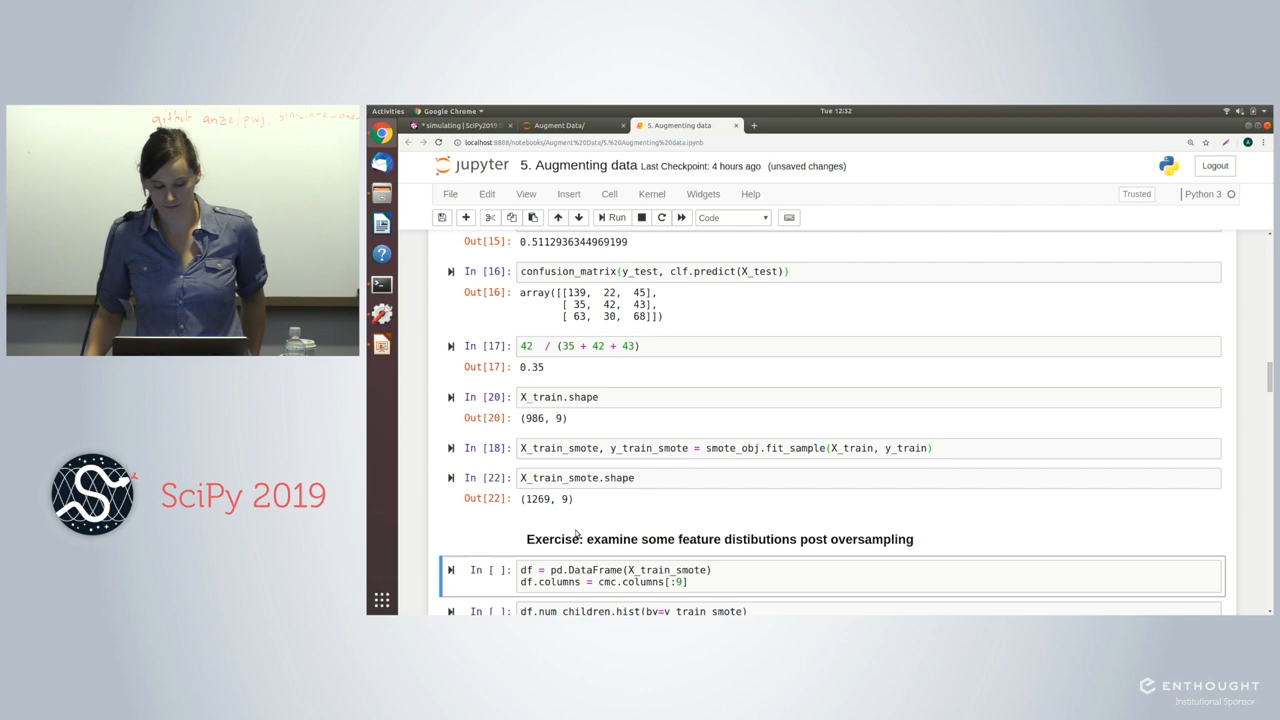 github
Activities
Google Chrome
Tue 12:32
* simulating | SciPy2019 S
Augment Data/
5. Augmenting data
localhost:8888/notebooks/Augment%20Data/5.%20Augmenting%20data.ipynb
jupyter 5. Augmenting data Last Checkpoint: 4 hours ago (unsaved changes)
Logout
File Edit View Insert Cell Kernel Widgets Help
Trusted
Python 3
Run
Code
Out[15]: 0.5112936344969199
In [16]: confusion_matrix(y_test, clf.predict(X_test))
Out[16]: array([[139, 22, 45],
[ 35, 42, 43],
[ 63, 30, 68]])
In [17]: 42 / (35 + 42 + 43)
Out[17]: 0.35
In [20]: X_train.shape
Out[20]: (986, 9)
In [18]: X_train_smote, y_train_smote = smote_obj.fit_sample(X_train, y_train)
In [22]: X_train_smote.shape
Out[22]: (1269, 9)
Exercise: examine some feature distibutions post oversampling
In [ ]: df = pd.DataFrame(X_train_smote)
df.columns = cmc.columns[:9]
In [ ]: df.num_children.hist(by=y_train_smote)
SciPy 2019
ENTHOUGHT
Institutional Sponsor